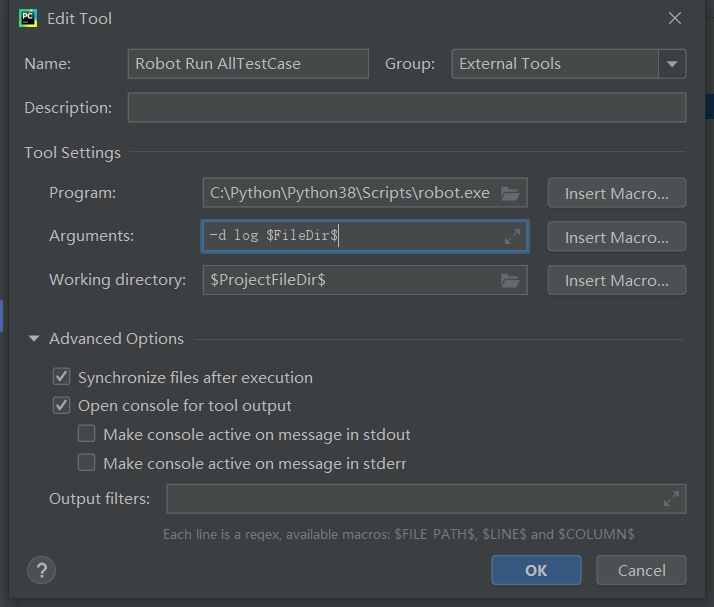 PC
Edit Tool
Name: Robot Run AllTestCase Group: External Tools
Description:
Tool Settings
Program: C:\Python\Python38\Scripts\robot.exe Insert Macro...
Arguments: -d log $FileDir$ Insert Macro...
Working directory: $ProjectFileDir$ Insert Macro...
Advanced Options
Synchronize files after execution
Open console for tool output
Make console active on message in stdout
Make console active on message in stderr
Output filters:
Each line is a regex, available macros: $FILE_PATH$, $LINE$ and $COLUMN$
? OK Cancel